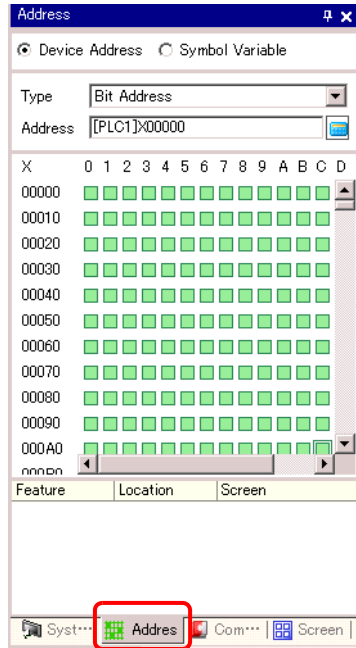 Address
Device Address Symbol Variable
Type Bit Address
Address [PLC1]X00000
X 0 1 2 3 4 5 6 7 8 9 A B C D
00000
00010
00020
00030
00040
00050
00060
00070
00080
00090
000A0
000B0
Feature Location Screen
Syst… Addres Com… Screen